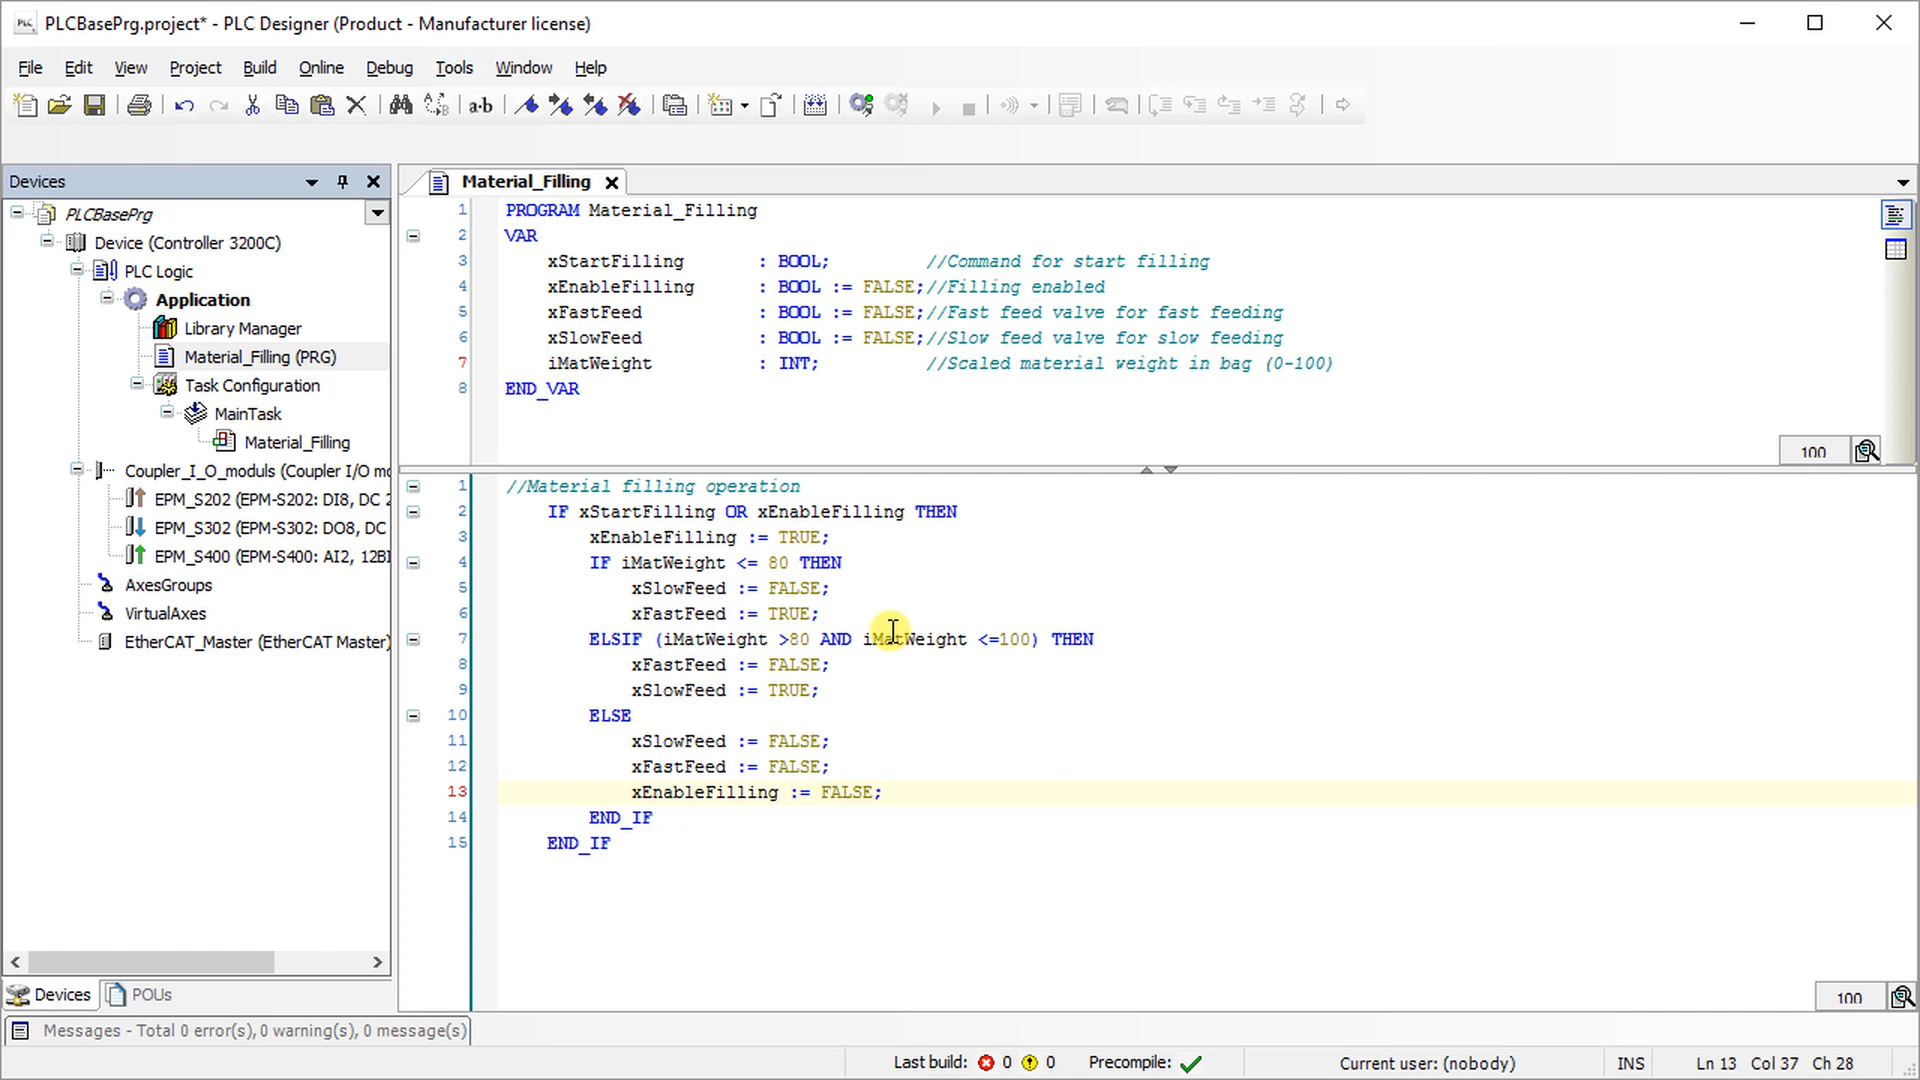 PLCBasePrg.project* - PLC Designer (Product - Manufacturer license)
File Edit View Project Build Online Debug Tools Window Help
Devices
PLCBasePrg
Device (Controller 3200C)
PLC Logic
Application
Library Manager
Material_Filling (PRG)
Task Configuration
MainTask
Material_Filling
Coupler_I_O_moduls (Coupler I/O mo
EPM_S202 (EPM-S202: DI8, DC 2
EPM_S302 (EPM-S302: DO8, DC
EPM_S400 (EPM-S400: AI2, 12BI
AxesGroups
VirtualAxes
EtherCAT_Master (EtherCAT Master)
Devices POUs
Material_Filling
1 PROGRAM Material_Filling
2 VAR
3 xStartFilling : BOOL; //Command for start filling
4 xEnableFilling : BOOL := FALSE;//Filling enabled
5 xFastFeed : BOOL := FALSE;//Fast feed valve for fast feeding
6 xSlowFeed : BOOL := FALSE;//Slow feed valve for slow feeding
7 iMatWeight : INT; //Scaled material weight in bag (0-100)
8 END_VAR
100
1 //Material filling operation
2 IF xStartFilling OR xEnableFilling THEN
3 xEnableFilling := TRUE;
4 IF iMatWeight <= 80 THEN
5 xSlowFeed := FALSE;
6 xFastFeed := TRUE;
7 ELSIF (iMatWeight >80 AND iMatWeight <=100) THEN
8 xFastFeed := FALSE;
9 xSlowFeed := TRUE;
10 ELSE
11 xSlowFeed := FALSE;
12 xFastFeed := FALSE;
13 xEnableFilling := FALSE;
14 END_IF
15 END_IF
100
Messages - Total 0 error(s), 0 warning(s), 0 message(s)
Last build: 0 0 Precompile: Current user: (nobody) INS Ln 13 Col 37 Ch 28